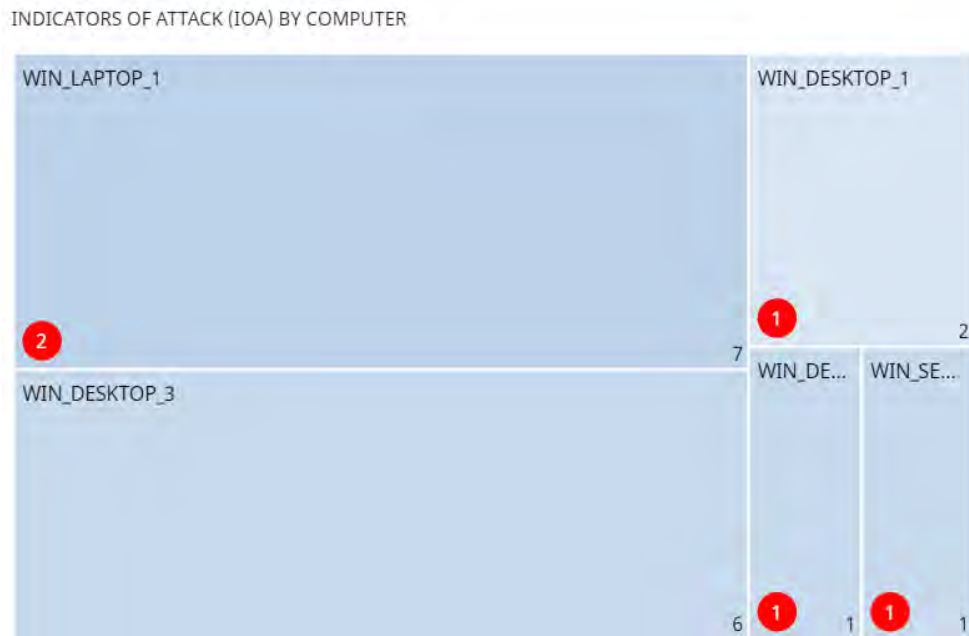 INDICATORS OF ATTACK (IOA) BY COMPUTER
WIN_LAPTOP_1
2
7
WIN_DESKTOP_1
1
2
WIN_DESKTOP_3
6
WIN_DE...
1
1
WIN_SE...
1
1